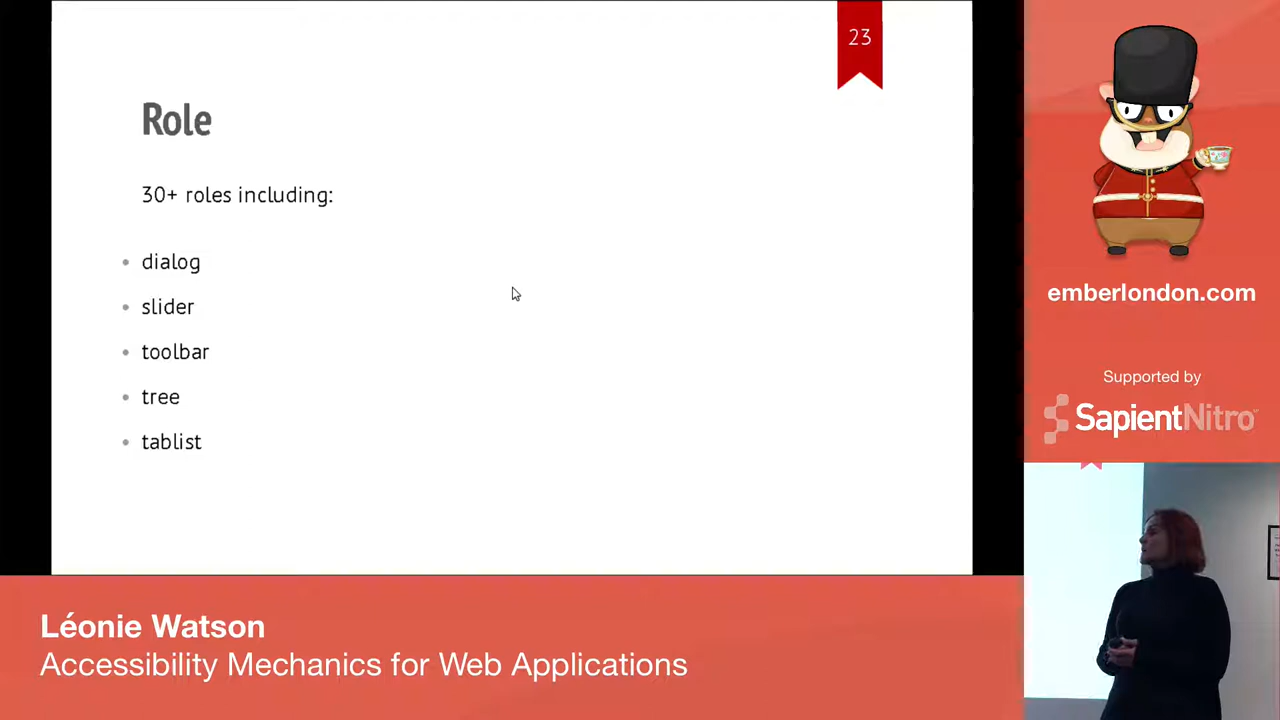 23
Role
30+ roles including:
dialog
slider
toolbar
tree
tablist
emberlondon.com
Supported by
SapientNitro
Léonie Watson
Accessibility Mechanics for Web Applications